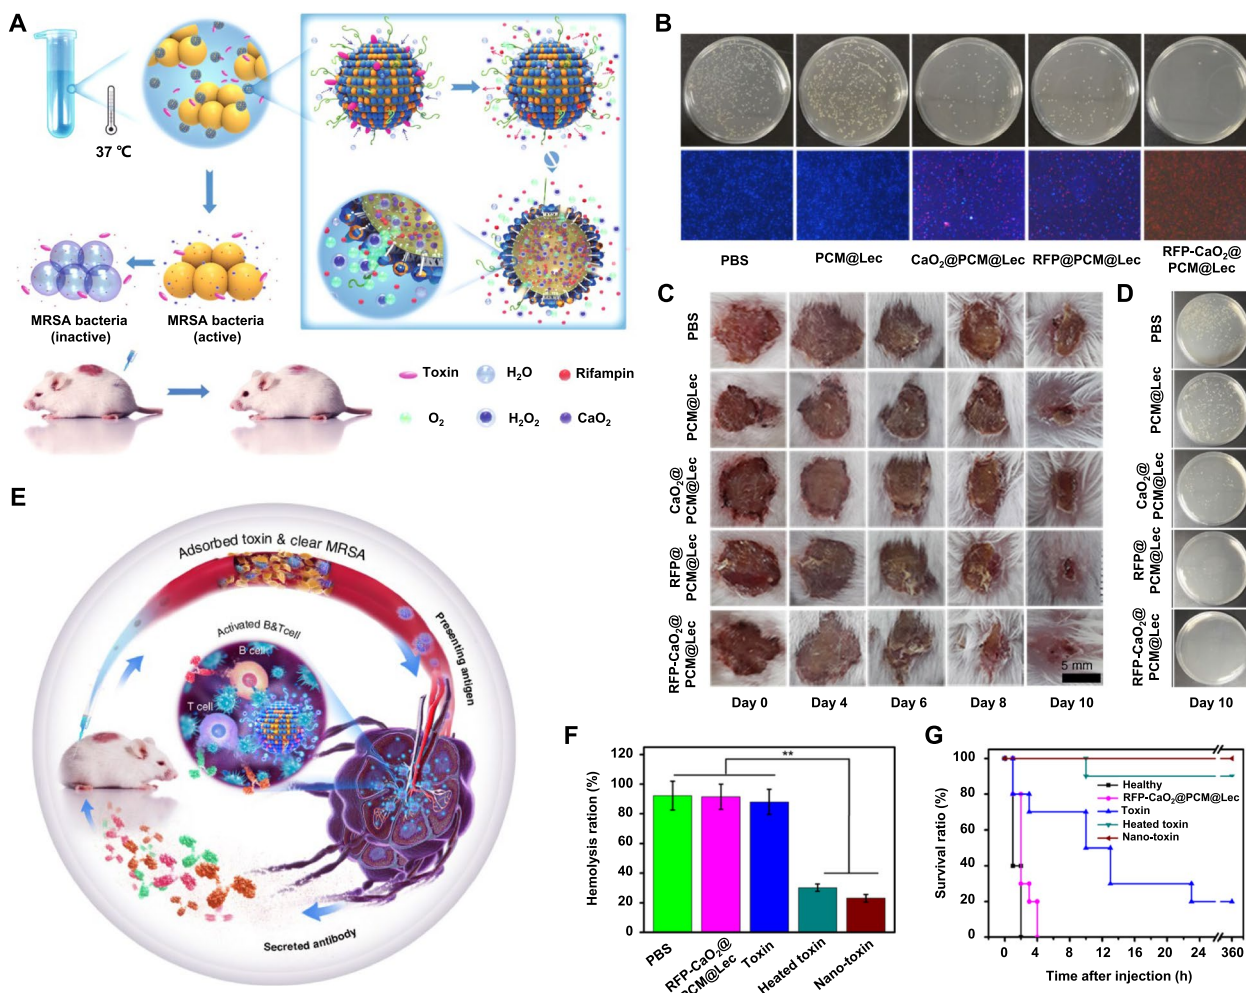 A
37 ℃
MRSA bacteria
(inactive)
MRSA bacteria
(active)
Toxin
H₂O
Rifampin
O₂
H₂O₂
CaO₂
B
PBS
PCM@Lec
CaO₂@PCM@Lec
RFP@PCM@Lec
RFP-CaO₂@
PCM@Lec
C
PBS
PCM@Lec
CaO₂@
PCM@Lec
RFP@
PCM@Lec
RFP-CaO₂@
PCM@Lec
5 mm
Day 0
Day 4
Day 6
Day 8
Day 10
D
PBS
PCM@Lec
CaO₂@
PCM@Lec
RFP@
PCM@Lec
RFP-CaO₂@
PCM@Lec
Day 10
E
Adsorbed toxin & clear MRSA
Activated B&Tcell
B cell
T cell
Presenting antigen
Secreted antibody
F
Hemolysis ration (%)
120
100
80
60
40
20
0
**
PBS
RFP-CaO₂@
PCM@Lec
Toxin
Heated toxin
Nano-toxin
G
Survival ratio (%)
100
80
60
40
20
0
Healthy
RFP-CaO₂@PCM@Lec
Toxin
Heated toxin
Nano-toxin
0
4
8
12
16
20
24
360
Time after injection (h)